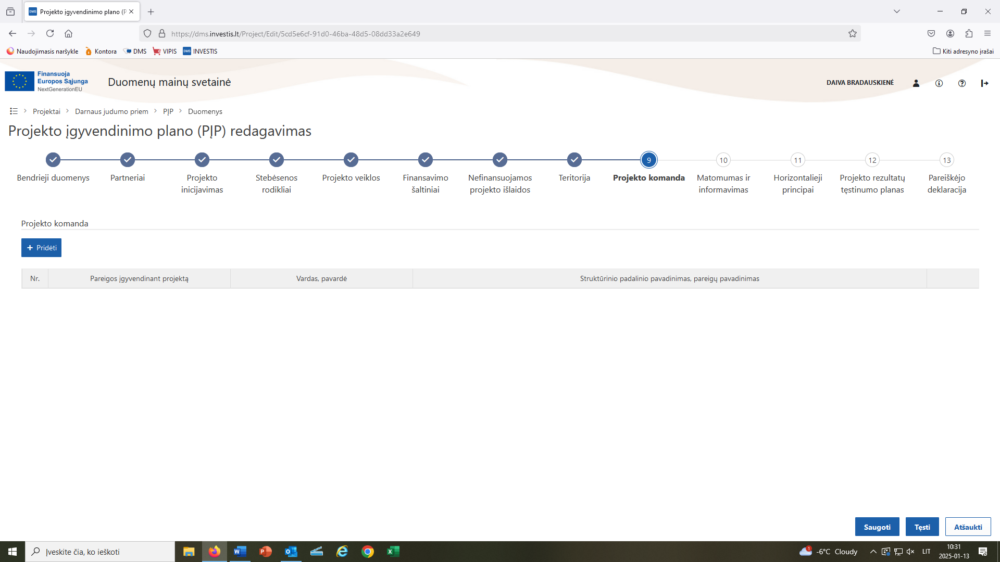 Projekto įgyvendinimo plano (P
https://dms.investis.lt/Project/Edit/5cd5e6cf-91d0-46ba-48d5-08dd33a2e649
Naudojimasis naršykle Kontora DMS VIPIS DMS INVESTIS Kiti adresyno įrašai
Finansuoja
Europos Sąjunga
NextGenerationEU
Duomenų mainų svetainė
DAIVA BRADAUSKIENĖ
Projektai > Darnaus judumo priem > PĮP > Duomenys
Projekto įgyvendinimo plano (PĮP) redagavimas
9 10 11 12 13
Bendrieji duomenys
Partneriai
Projekto
inicijavimas
Stebėsenos
rodikliai
Projekto veiklos
Finansavimo
šaltiniai
Nefinansuojamos
projekto išlaidos
Teritorija
Projekto komanda
Matomumas ir
informavimas
Horizontalieji
principai
Projekto rezultatų
tęstinumo planas
Pareiškėjo
deklaracija
Projekto komanda
+ Pridėti
Nr. Pareigos įgyvendinant projektą Vardas, pavardė Struktūrinio padalinio pavadinimas, pareigų pavadinimas
Saugoti Tęsti Atšaukti
Įveskite čia, ko ieškoti
1 -6°C Cloudy LIT 10:31
2025-01-13